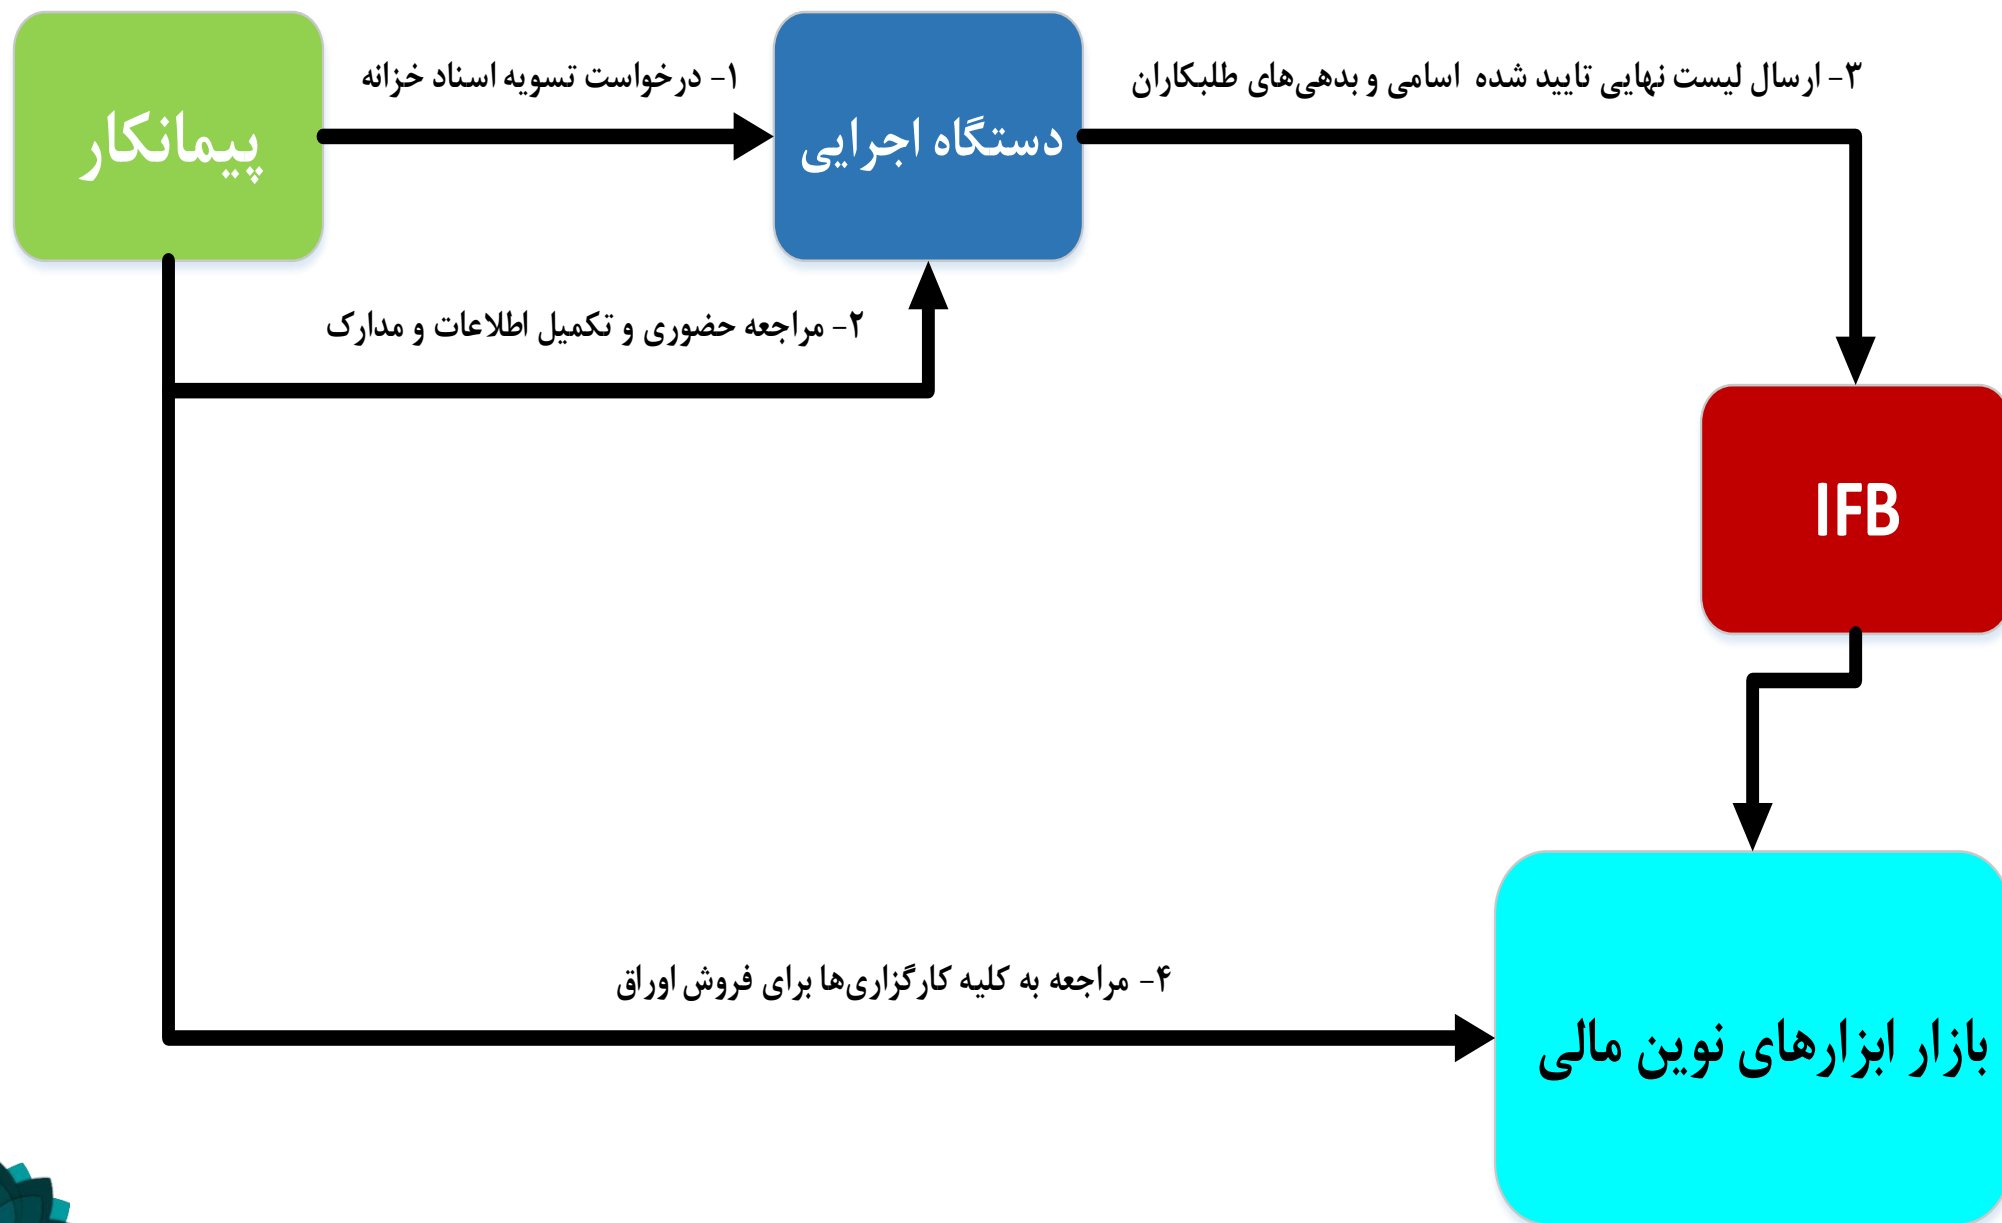 پیمانکار
۱- درخواست تسویه اسناد خزانه
دستگاه اجرایی
۳- ارسال لیست نهایی تایید شده اسامی و بدهی‌های طلبکاران
۲- مراجعه حضوری و تکمیل اطلاعات و مدارک
IFB
۴- مراجعه به کلیه کارگزاری‌ها برای فروش اوراق
بازار ابزارهای نوین مالی